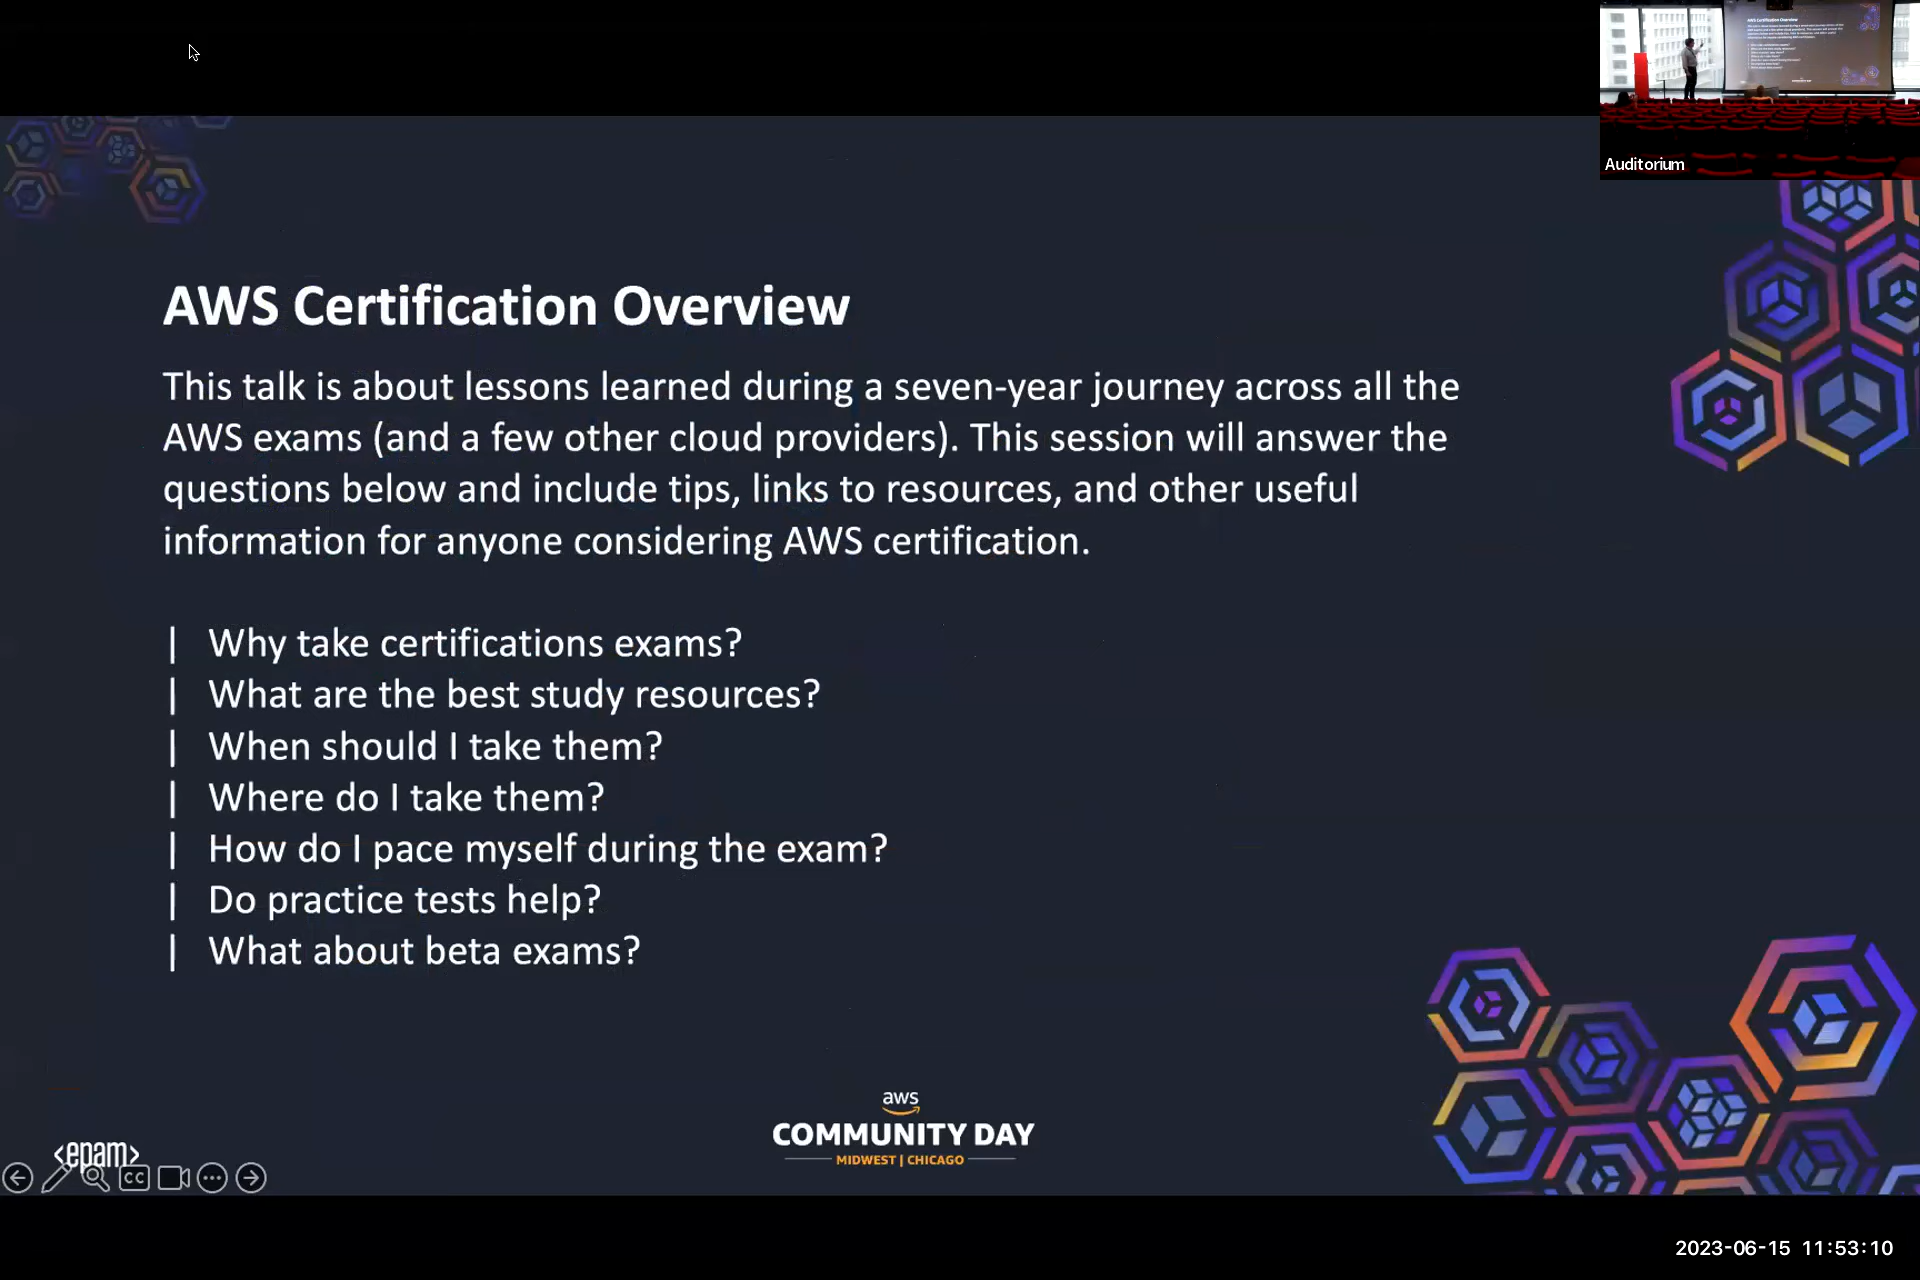 Auditorium
AWS Certification Overview
This talk is about lessons learned during a seven-year journey across all the
AWS exams (and a few other cloud providers). This session will answer the
questions below and include tips, links to resources, and other useful
information for anyone considering AWS certification.
| Why take certifications exams?
| What are the best study resources?
| When should I take them?
| Where do I take them?
| How do I pace myself during the exam?
| Do practice tests help?
| What about beta exams?
aws
COMMUNITY DAY
MIDWEST | CHICAGO
<epam>
CC
2023-06-15 11:53:10